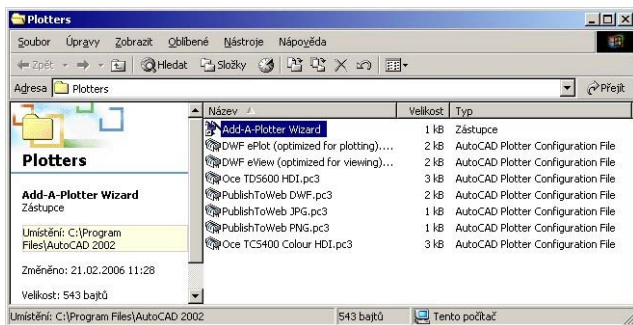 Plotters
Soubor Úpravy Zobrazit Oblíbené Nástroje Nápověda
Zpět Hledat Složky
Adresa Plotters Přejít
Název Velikost Typ
Add-A-Plotter Wizard 1 kB Zástupce
DWF ePlot (optimized for plotting).... 2 kB AutoCAD Plotter Configuration File
DWF eView (optimized for viewing)... 2 kB AutoCAD Plotter Configuration File
Oce TDS600 HDI.pc3 3 kB AutoCAD Plotter Configuration File
PublishToWeb DWF.pc3 2 kB AutoCAD Plotter Configuration File
PublishToWeb JPG.pc3 1 kB AutoCAD Plotter Configuration File
PublishToWeb PNG.pc3 1 kB AutoCAD Plotter Configuration File
Oce TCS400 Colour HDI.pc3 3 kB AutoCAD Plotter Configuration File
Plotters
Add-A-Plotter Wizard
Zástupce
Umístění: C:\Program
Files\AutoCAD 2002
Změněno: 21.02.2006 11:28
Velikost: 543 bajtů
Umístění: C:\Program Files\AutoCAD 2002 543 bajtů Tento počítač